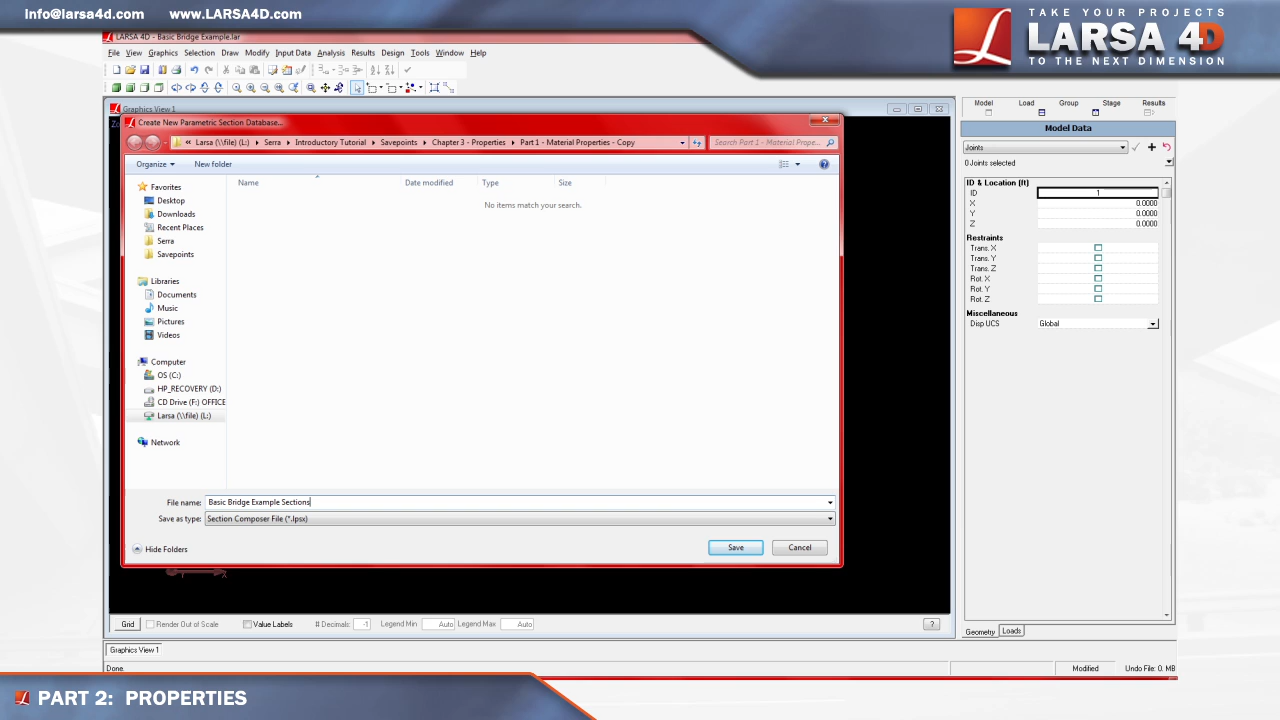 Info@larsa4d.com www.LARSA4D.com
TAKE YOUR PROJECTS
LARSA 4D
TO THE NEXT DIMENSION
LARSA 4D - Basic Bridge Example.lar
File View Graphics Selection Draw Modify Input Data Analysis Results Design Tools Window Help
Graphics View 1
Create New Parametric Section Database...
« Larsa (\\file) (L:) Serra Introductory Tutorial Savepoints Chapter 3 - Properties Part 1 - Material Properties - Copy
Search Part 1 - Material Prope...
Organize New folder
Name Date modified Type Size
No items match your search.
Favorites
Desktop
Downloads
Recent Places
Serra
Savepoints
Libraries
Documents
Music
Pictures
Videos
Computer
OS (C:)
HP_RECOVERY (D:)
CD Drive (F:) OFFICE
Larsa (\\file) (L:)
Network
File name: Basic Bridge Example Sections
Save as type: Section Composer File (*.lpsx)
Hide Folders Save Cancel
Grid Render Out of Scale Value Labels # Decimals: -1 Legend Min Auto Legend Max Auto ?
Graphics View 1
Done. Modified Undo File: 0. MB
Model Load Group Stage Results
Model Data
Joints
0 Joints selected
ID & Location (ft)
ID 1
X 0.0000
Y 0.0000
Z 0.0000
Restraints
Trans. X
Trans. Y
Trans. Z
Rot. X
Rot. Y
Rot. Z
Miscellaneous
Disp UCS Global
Geometry Loads
PART 2: PROPERTIES